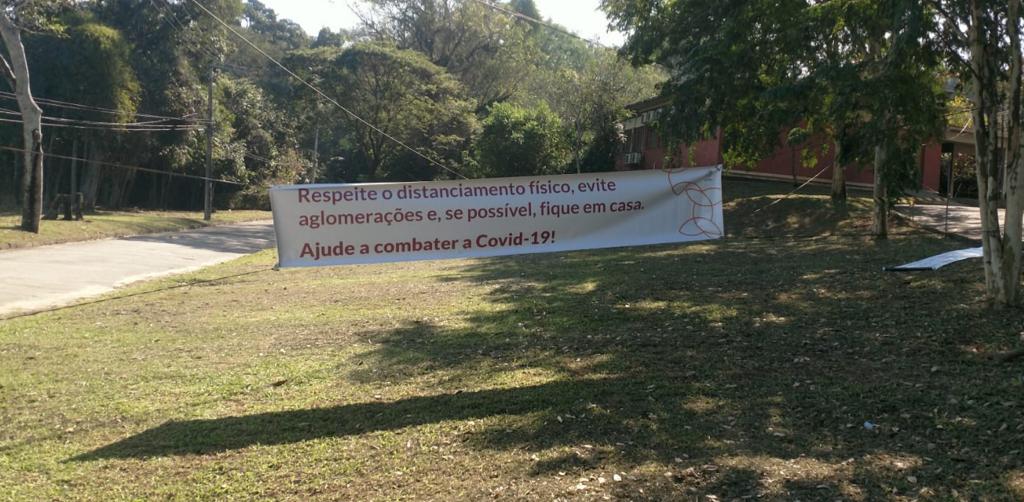 Respeite o distanciamento físico, evite
aglomerações e, se possível, fique em casa.
Ajude a combater a Covid-19!